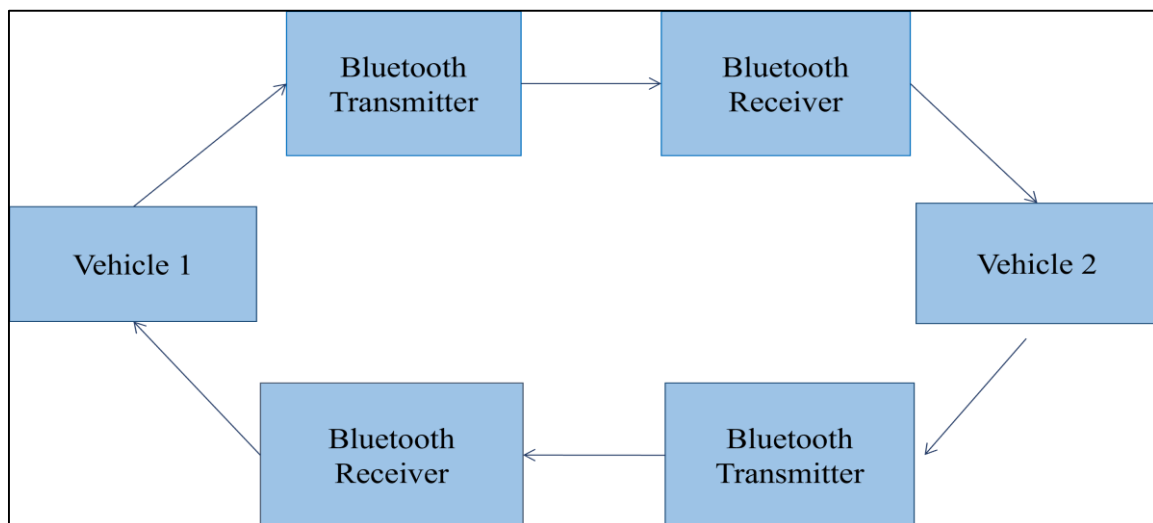 Bluetooth
Transmitter
Bluetooth
Receiver
Vehicle 1
Vehicle 2
Bluetooth
Receiver
Bluetooth
Transmitter